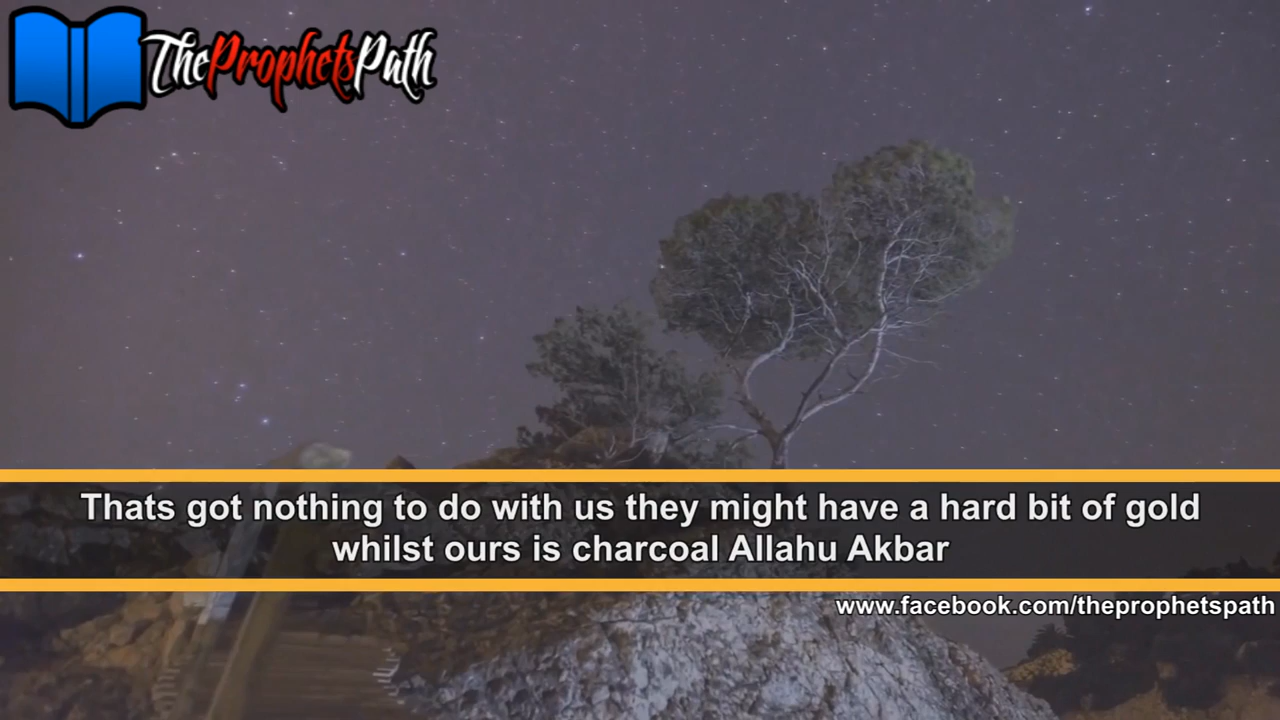 TheProphetsPath
Thats got nothing to do with us they might have a hard bit of gold
whilst ours is charcoal Allahu Akbar
www.facebook.com/theprophetspath